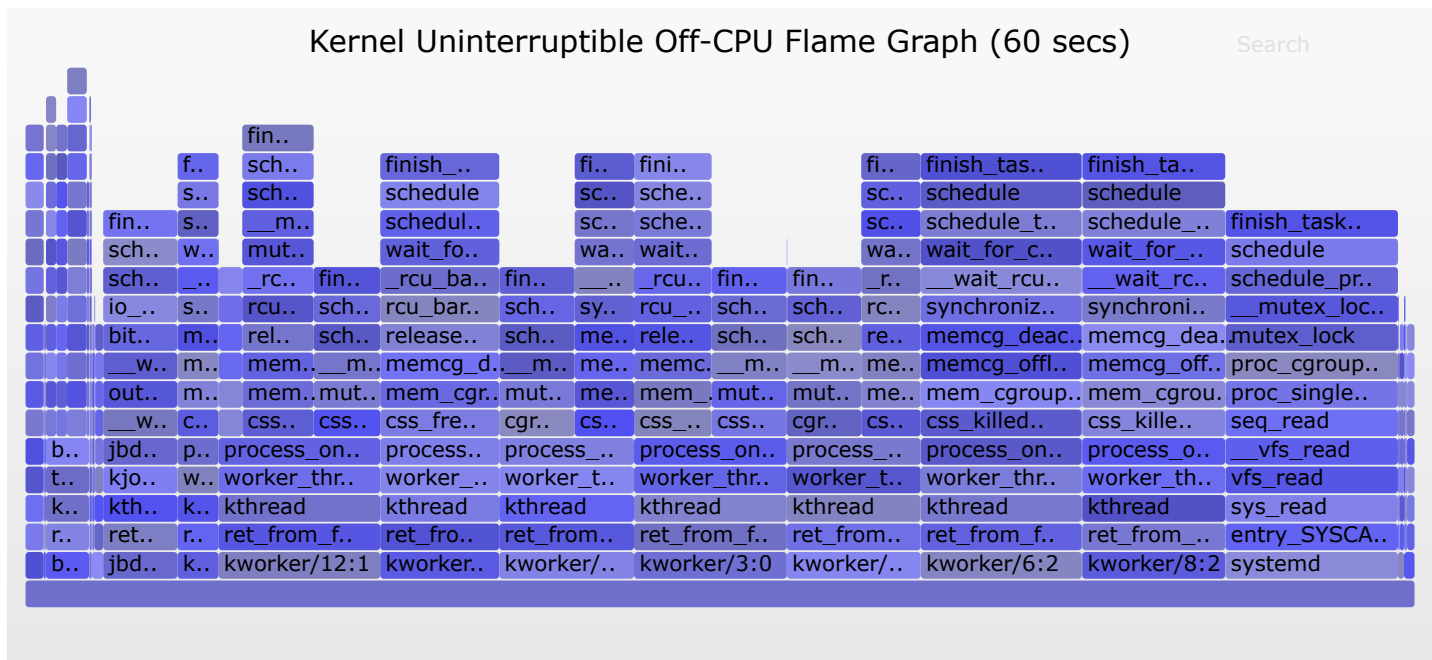 Kernel Uninterruptible Off-CPU Flame Graph (60 secs) Search
fin..
f.. sch.. finish_.. fi.. fini.. fi.. finish_tas.. finish_ta..
s.. sch.. schedule sc.. sche.. sc.. schedule schedule
fin.. s.. __m.. schedul.. sc.. sche.. sc.. schedule_t.. schedule_.. finish_task..
sch.. w.. mut.. wait_fo.. wa.. wait.. wa.. wait_for_c.. wait_for_.. schedule
sch.. _.. _rc.. fin.. _rcu_ba.. fin.. __.. _rcu.. fin.. fin.. _r.. __wait_rcu.. __wait_rc.. schedule_pr..
io_.. s.. rcu.. sch.. rcu_bar.. sch.. sy.. rcu_.. sch.. sch.. rc.. synchroniz.. synchroni.. __mutex_loc..
bit.. m.. rel.. sch.. release.. sch.. me.. rele.. sch.. sch.. re.. memcg_deac.. memcg_dea.. mutex_lock
__w.. m.. mem.. __m.. memcg_d.. __m.. me.. memc.. __m.. __m.. me.. memcg_offl.. memcg_off.. proc_cgroup..
out.. m.. mem.. mut.. mem_cgr.. mut.. me.. mem_.. mut.. mut.. me.. mem_cgroup.. mem_cgrou.. proc_single..
__w.. c.. css.. css.. css_fre.. cgr.. cs.. css_.. css.. cgr.. cs.. css_killed.. css_kille.. seq_read
b.. jbd.. p.. process_on.. process.. process_.. process_on.. process_.. process_on.. process_o.. __vfs_read
t.. kjo.. w.. worker_thr.. worker_.. worker_t.. worker_thr.. worker_t.. worker_thr.. worker_th.. vfs_read
k.. kth.. k.. kthread kthread kthread kthread kthread kthread kthread sys_read
r.. ret.. r.. ret_from_f.. ret_fro.. ret_from.. ret_from_f.. ret_from.. ret_from_f.. ret_from_.. entry_SYSCA..
b.. jbd.. k.. kworker/12:1 kworker.. kworker/.. kworker/3:0 kworker/.. kworker/6:2 kworker/8:2 systemd